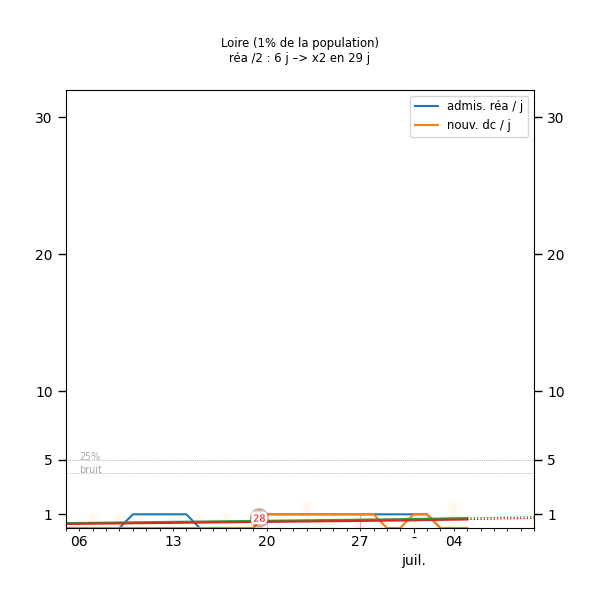 Loire (1% de la population)
réa /2 : 6 j –> x2 en 29 j
admis. réa / j
nouv. dc / j
30 30
20 20
10 10
5 5
25%
bruit
1 1
28
06 13 20 27 - 04
juil.